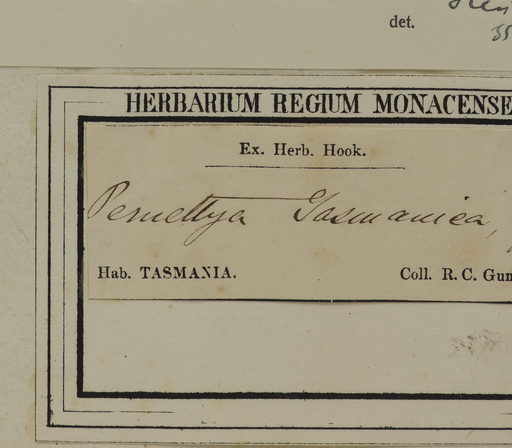 det.
HERBARIUM REGIUM MONACENSE
Ex. Herb. Hook.
Pernettya Tasmanica,
Hab. TASMANIA.
Coll. R. C. Gun